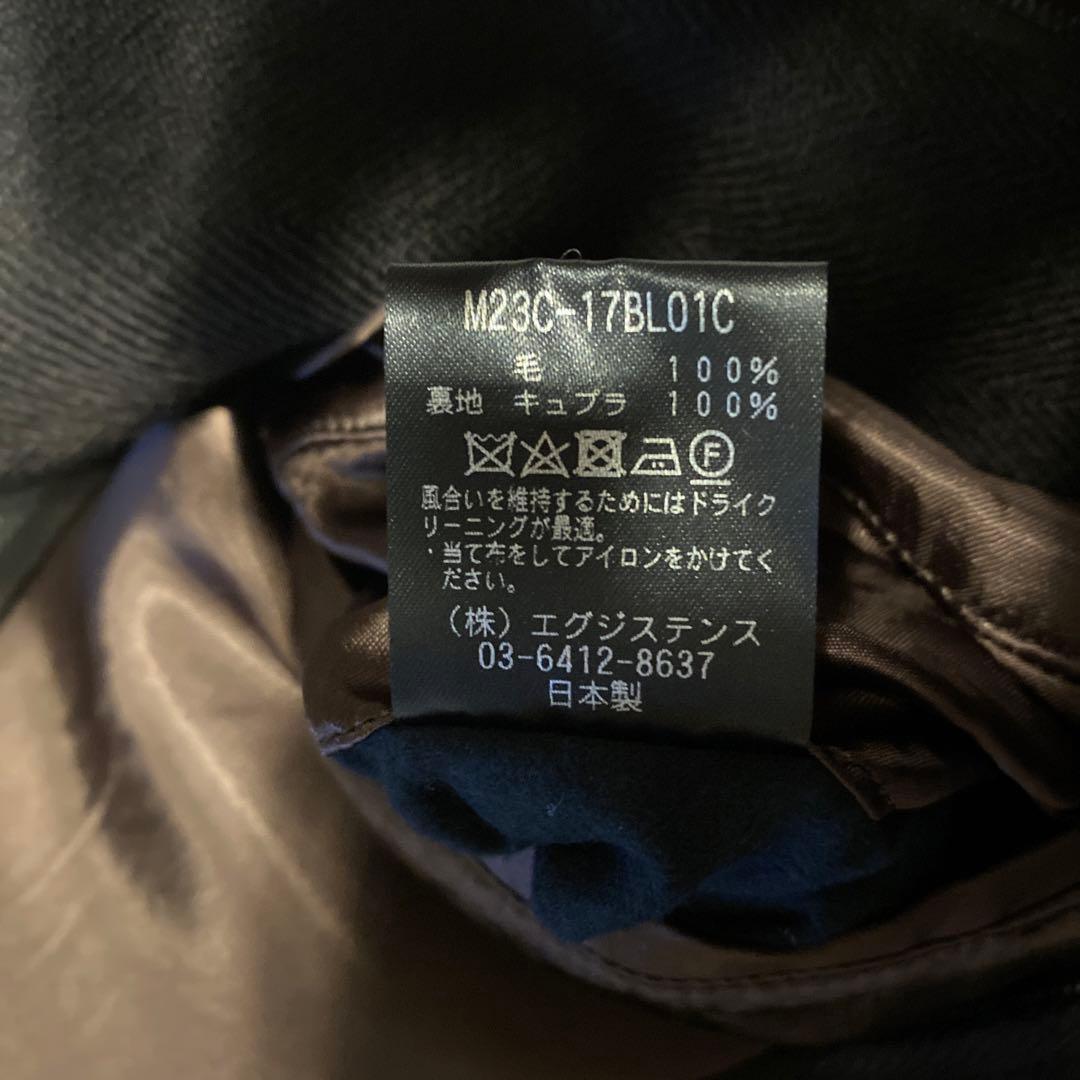 M23C-17BL01C
毛 100%
裏地 キュプラ 100%
F
風合いを維持するためにはドライク
リーニングが最適。
・当て布をしてアイロンをかけてく
ださい。
（株）エグジステンス
03-6412-8637
日本製